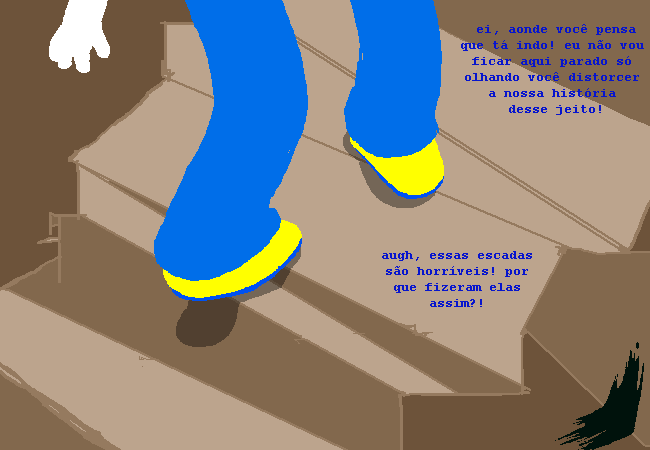 ei, aonde você pensa
que tá indo! eu não vou
ficar aqui parado só
olhando você distorcer
a nossa história
desse jeito!
augh, essas escadas
são horríveis! por
que fizeram elas
assim?!